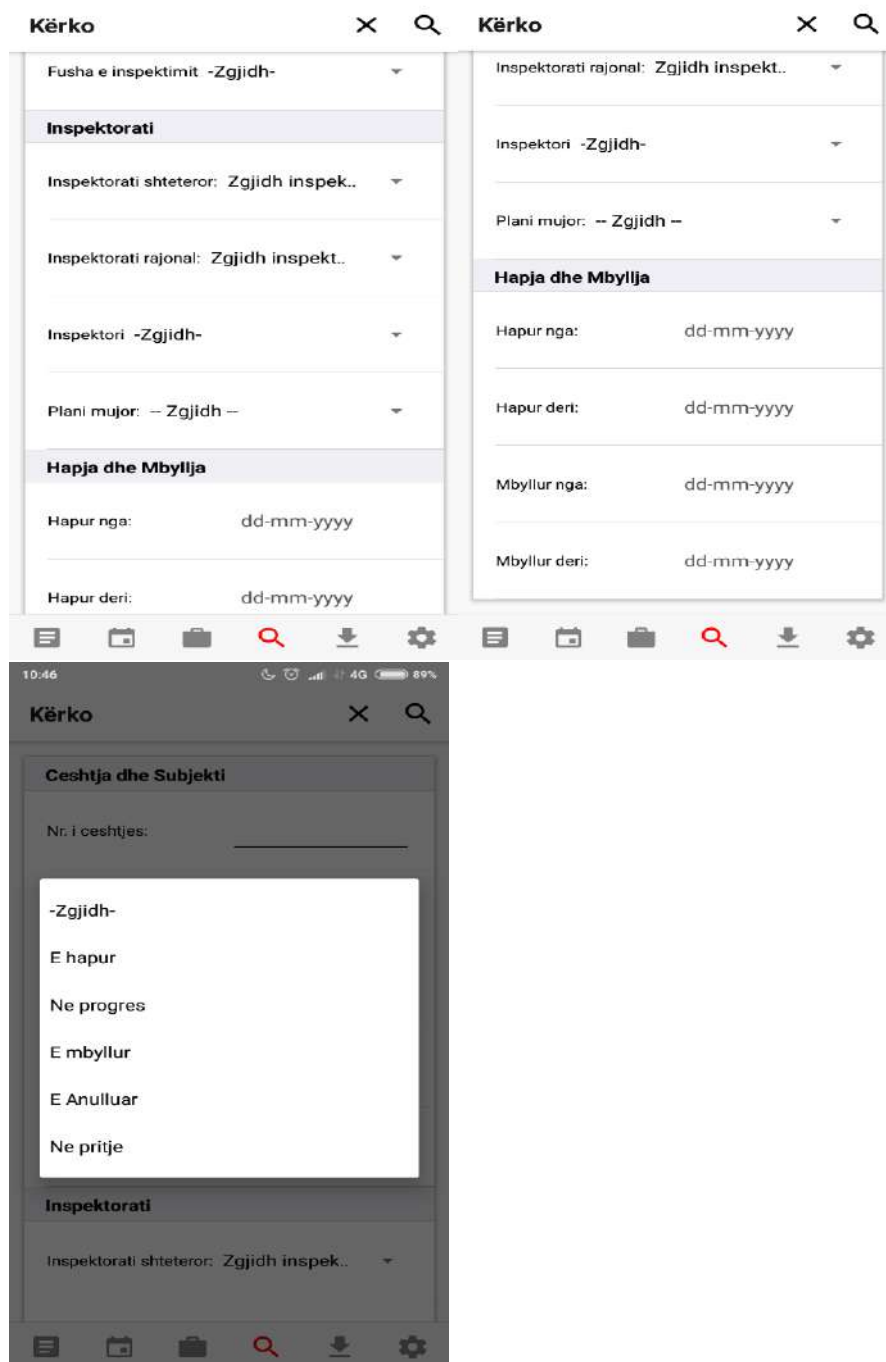 Kërko
Fusha e inspektimit -Zgjidh-
Inspektorati
Inspektorati shteteror: Zgjidh inspek..
Inspektorati rajonal: Zgjidh inspekt..
Inspektori -Zgjidh-
Plani mujor: -- Zgjidh --
Hapja dhe Mbyllja
Hapur nga: dd-mm-yyyy
Hapur deri: dd-mm-yyyy
Kërko
Inspektorati rajonal: Zgjidh inspekt..
Inspektori -Zgjidh-
Plani mujor: -- Zgjidh --
Hapja dhe Mbyllja
Hapur nga: dd-mm-yyyy
Hapur deri: dd-mm-yyyy
Mbyllur nga: dd-mm-yyyy
Mbyllur deri: dd-mm-yyyy
10:46 4G 89%
Kërko
Ceshtja dhe Subjekti
Nr. i ceshtjes:
-Zgjidh-
E hapur
Ne progres
E mbyllur
E Anulluar
Ne pritje
Inspektorati
Inspektorati shteteror: Zgjidh inspek..